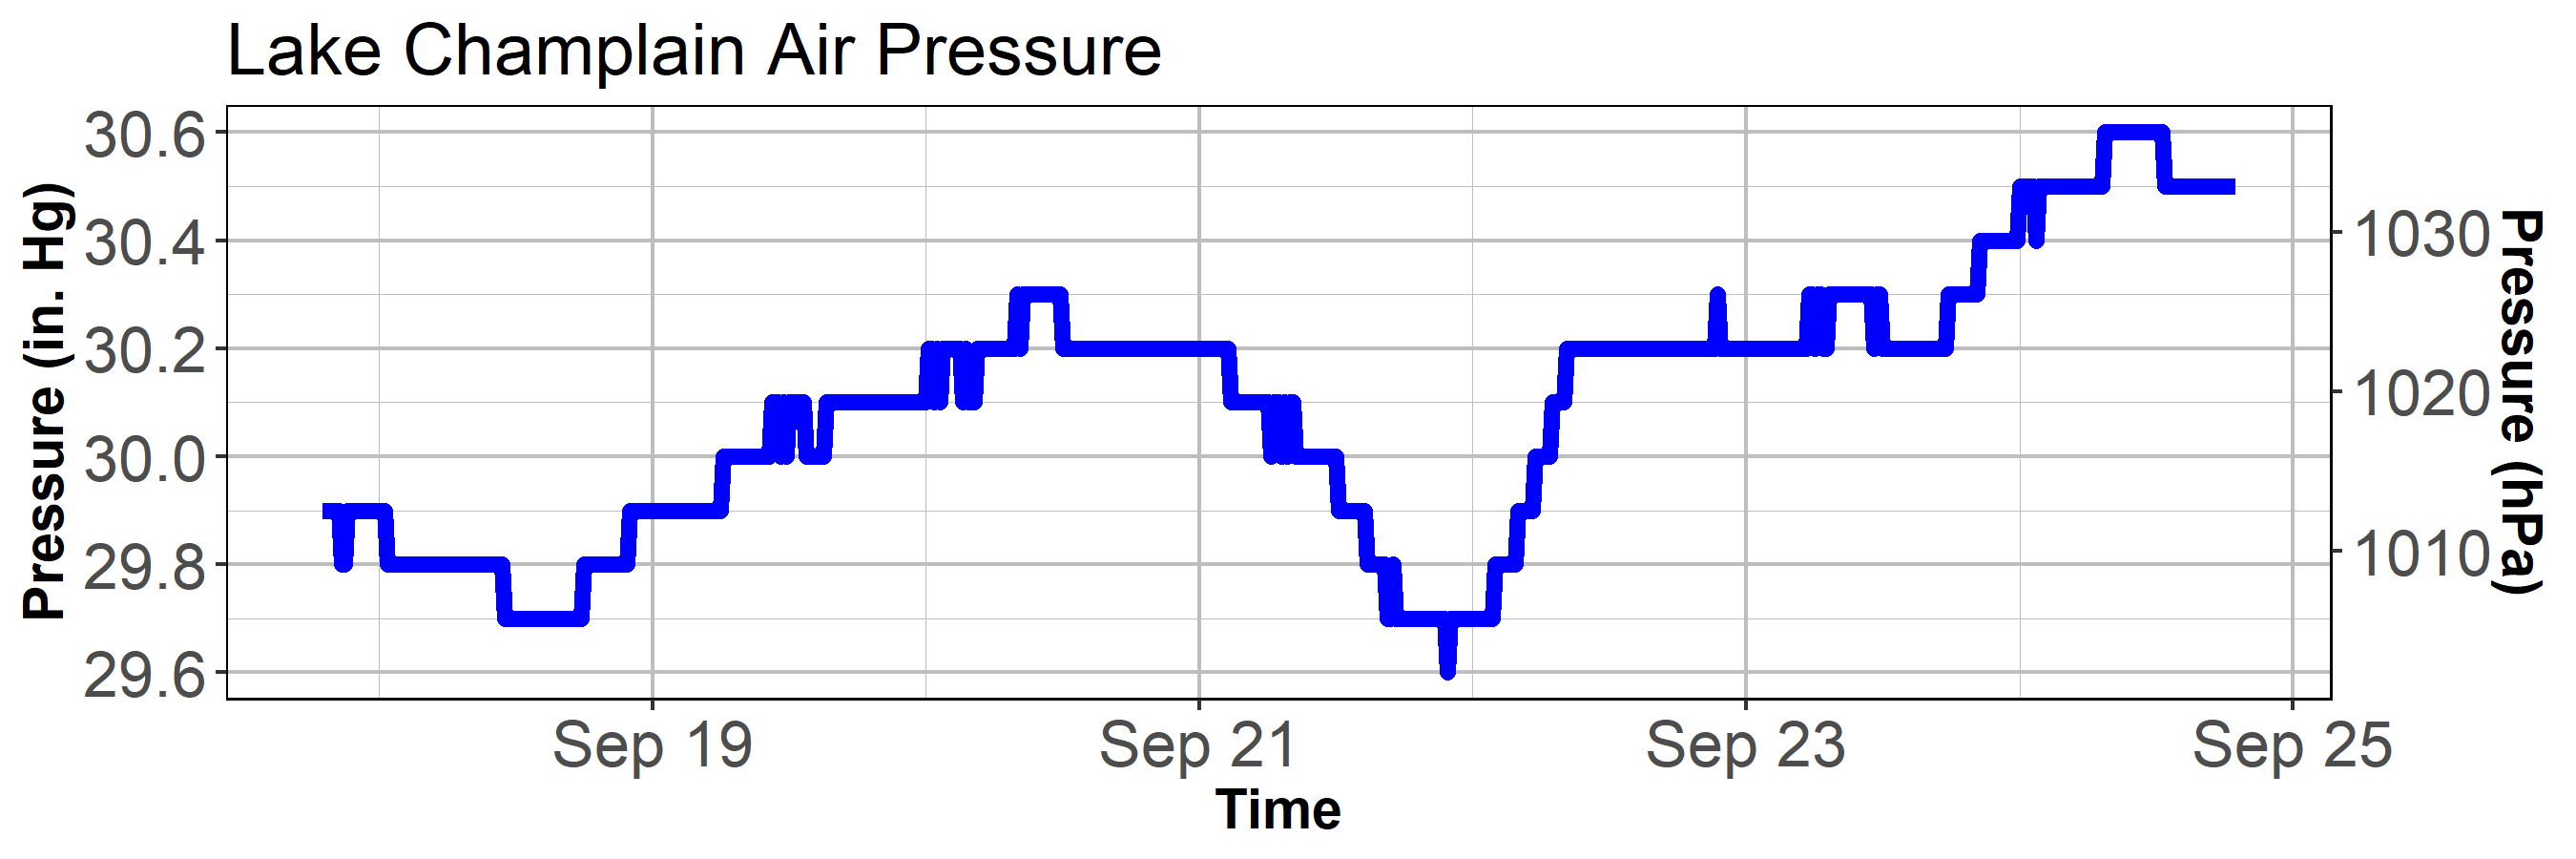 Lake Champlain Air Pressure
Pressure (in. Hg)
30.6
30.4
30.2
30.0
29.8
29.6
1030
1020
1010
Pressure (hPa)
Sep 19
Sep 21
Sep 23
Sep 25
Time